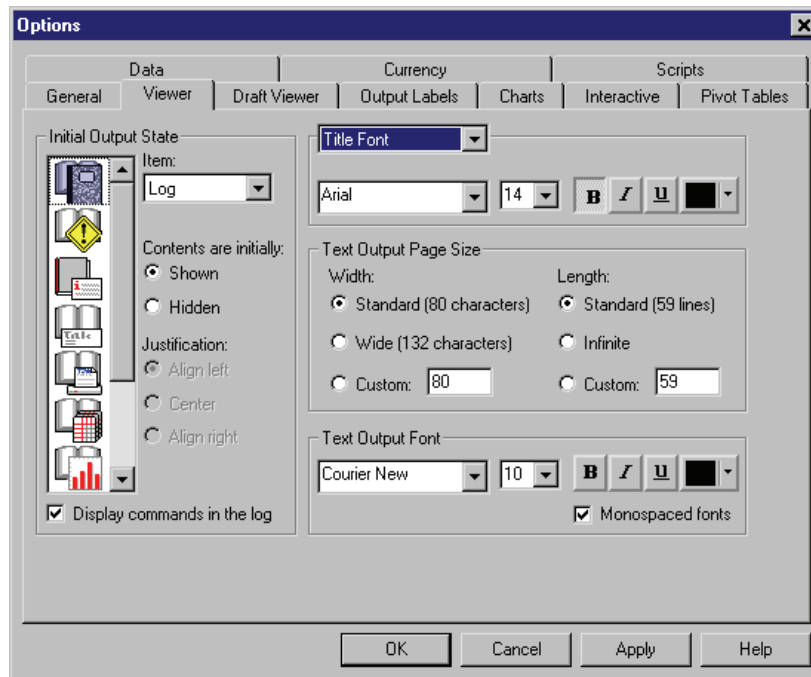 Options
Data
Currency
Scripts
General
Viewer
Draft Viewer
Output Labels
Charts
Interactive
Pivot Tables
Initial Output State
Item:
Log
Contents are initially:
Shown
Hidden
Justification:
Align left
Center
Align right
Display commands in the log
Title Font
Arial
14
B
I
U
Text Output Page Size
Width:
Standard (80 characters)
Wide (132 characters)
Custom: 80
Length:
Standard (59 lines)
Infinite
Custom: 59
Text Output Font
Courier New
10
B
I
U
Monospaced fonts
OK
Cancel
Apply
Help